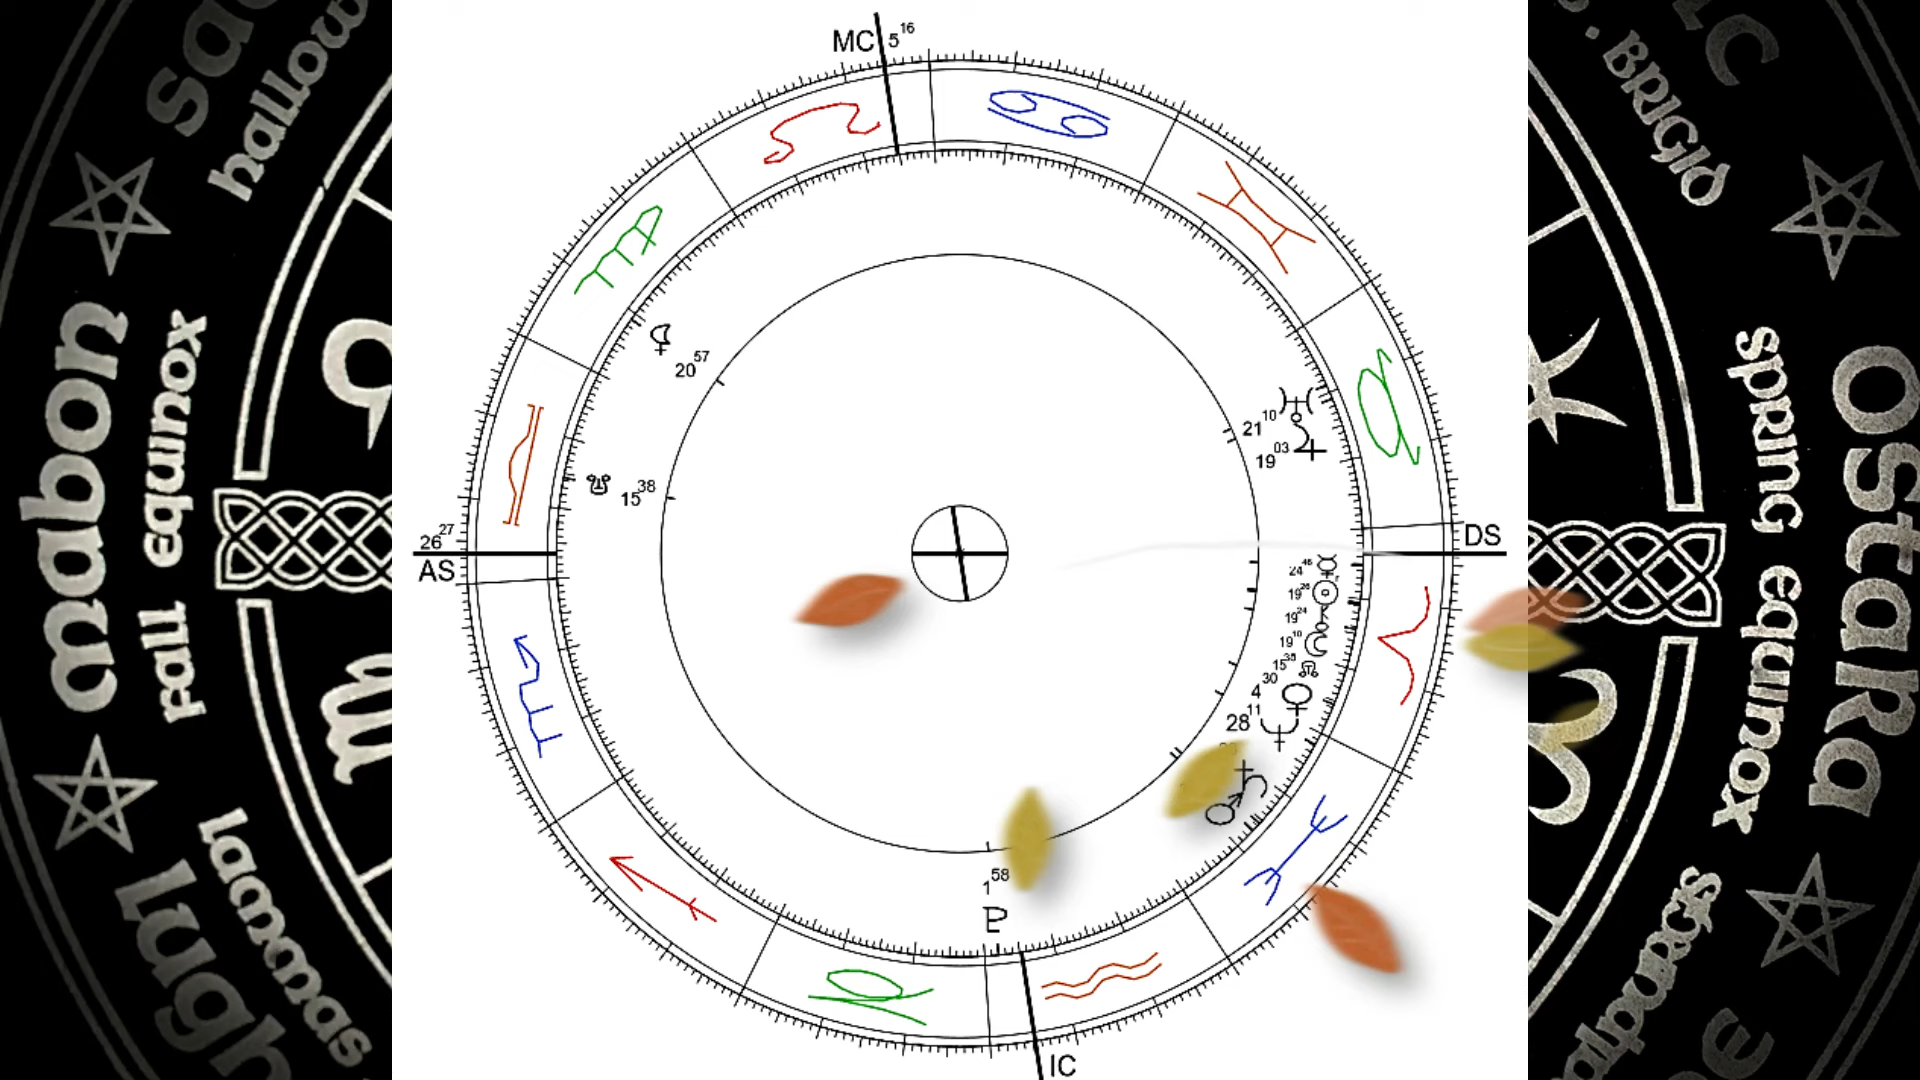 MC 5 16
20 57
15 38
26 27
AS
21 10
19 03
DS
24 46
19 26
19 24
19 10
15 35
4 30
28 11
1 58
IC
mabon
fall equinox
hallow
lammas
lugh
BRIGID
Ostara
spring equinox